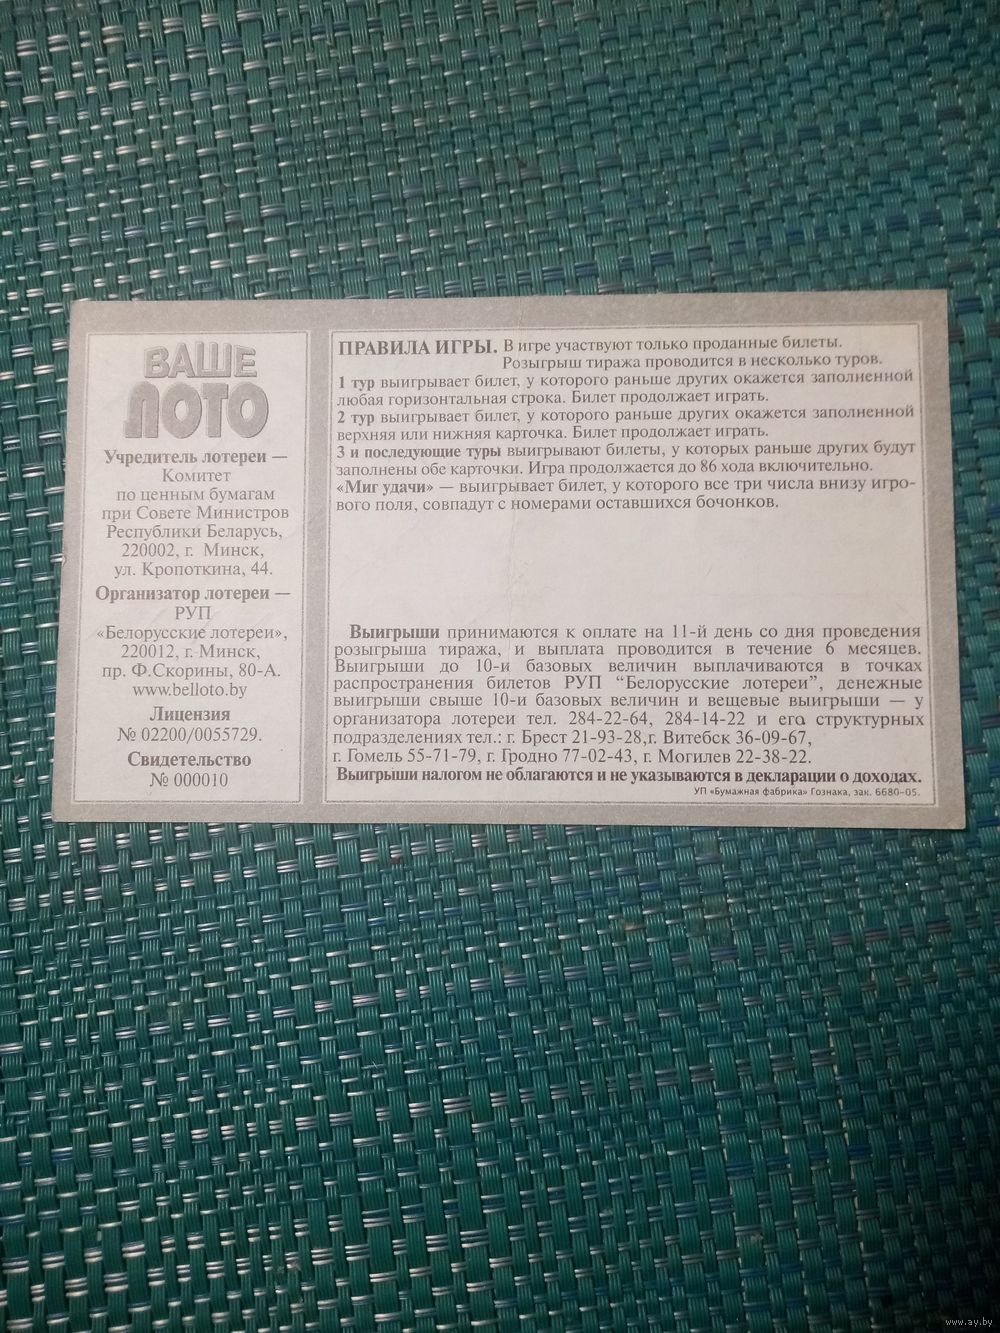 ВАШЕ
ЛОТО
Учредитель лотереи —
Комитет
по ценным бумагам
при Совете Министров
Республики Беларусь,
220002, г. Минск,
ул. Кропоткина, 44.
Организатор лотереи —
РУП
«Белорусские лотереи»,
220012, г. Минск,
пр. Ф.Скорины, 80-А.
www.belloto.by
Лицензия
№ 02200/0055729.
Свидетельство
№ 000010
ПРАВИЛА ИГРЫ. В игре участвуют только проданные билеты.
Розыгрыш тиража проводится в несколько туров.
1 тур выигрывает билет, у которого раньше других окажется заполненной
любая горизонтальная строка. Билет продолжает играть.
2 тур выигрывает билет, у которого раньше других окажется заполненной
верхняя или нижняя карточка. Билет продолжает играть.
3 и последующие туры выигрывают билеты, у которых раньше других будут
заполнены обе карточки. Игра продолжается до 86 хода включительно.
«Миг удачи» — выигрывает билет, у которого все три числа внизу игро-
вого поля, совпадут с номерами оставшихся бочонков.
Выигрыши принимаются к оплате на 11-й день со дня проведения
розыгрыша тиража, и выплата проводится в течение 6 месяцев.
Выигрыши до 10-и базовых величин выплачиваются в точках
распространения билетов РУП “Белорусские лотереи”, денежные
выигрыши свыше 10-и базовых величин и вещевые выигрыши — у
организатора лотереи тел. 284-22-64, 284-14-22 и его структурных
подразделениях тел.: г. Брест 21-93-28,г. Витебск 36-09-67,
г. Гомель 55-71-79, г. Гродно 77-02-43, г. Могилев 22-38-22.
Выигрыши налогом не облагаются и не указываются в декларации о доходах.
УП «Бумажная фабрика» Гознака, зак. 6680-05.
www.ay.by